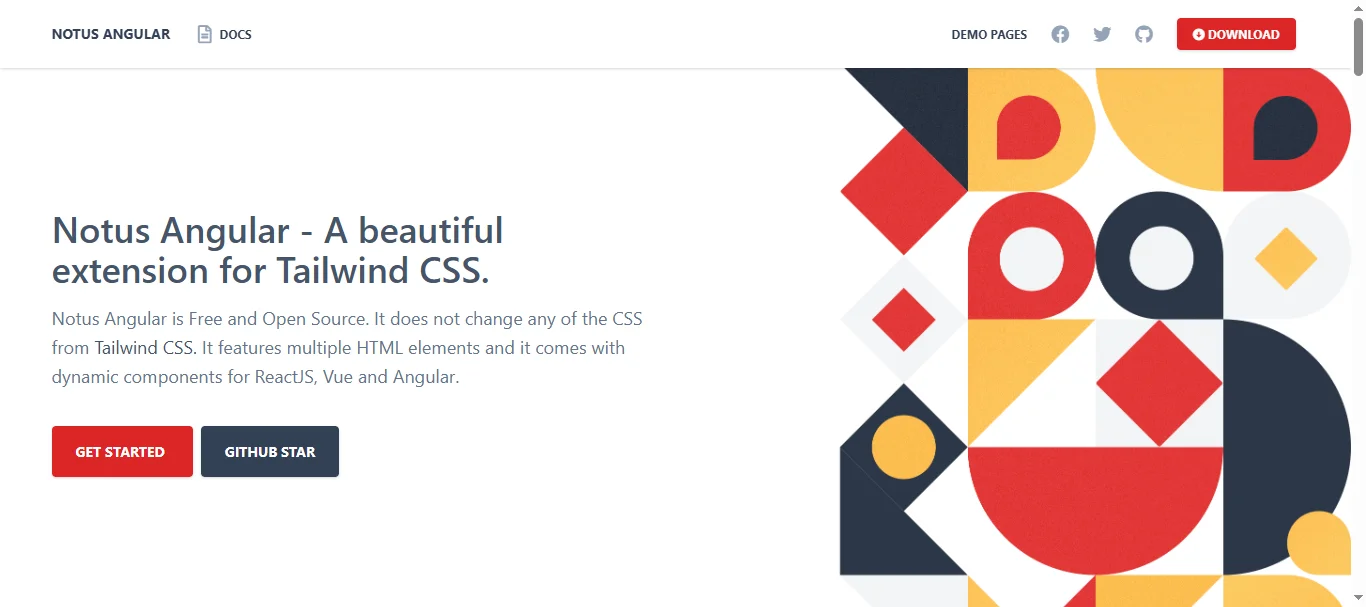 NOTUS ANGULAR DOCS DEMO PAGES DOWNLOAD
Notus Angular - A beautiful
extension for Tailwind CSS.
Notus Angular is Free and Open Source. It does not change any of the CSS
from Tailwind CSS. It features multiple HTML elements and it comes with
dynamic components for ReactJS, Vue and Angular.
GET STARTED GITHUB STAR